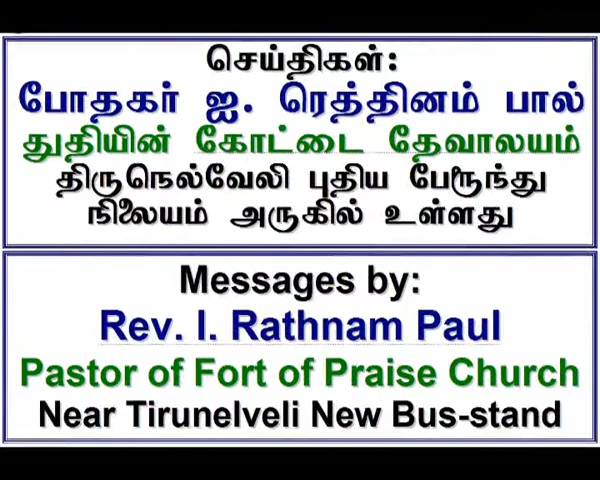 செய்திகள்:
போதகர் ஐ. ரெத்தினம் பால்
துதியின் கோட்டை தேவாலயம்
திருநெல்வேலி புதிய பேரூந்து
நிலையம் அருகில் உள்ளது
Messages by:
Rev. I. Rathnam Paul
Pastor of Fort of Praise Church
Near Tirunelveli New Bus-stand